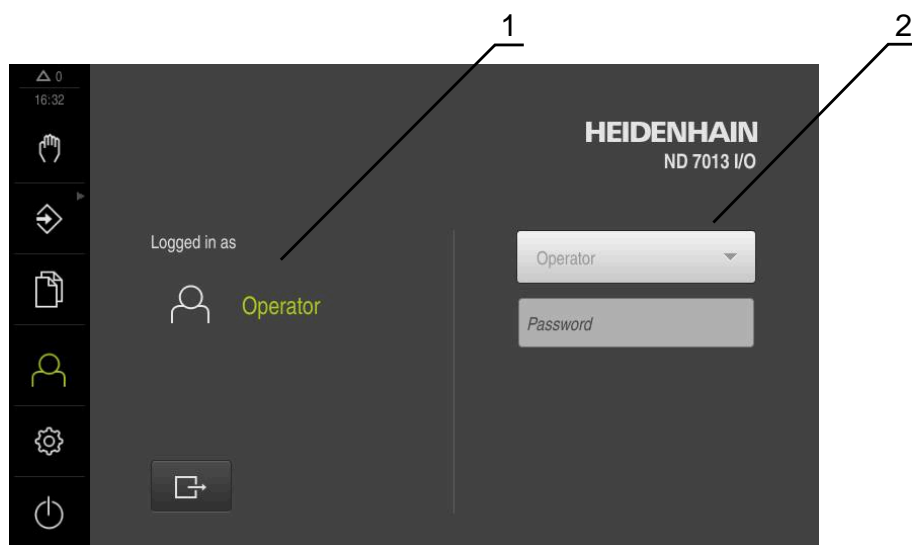 1
2
0
16:32
HEIDENHAIN
ND 7013 I/O
Logged in as
Operator
Operator
Password